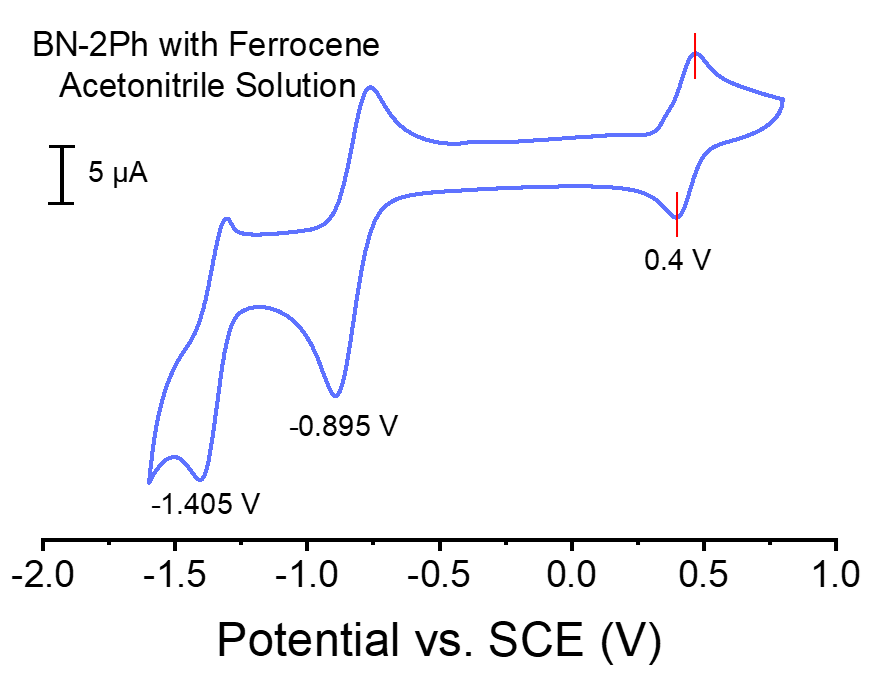 BN-2Ph with Ferrocene
Acetonitrile Solution
5 µA
0.4 V
-0.895 V
-1.405 V
-2.0 -1.5 -1.0 -0.5 0.0 0.5 1.0
Potential vs. SCE (V)